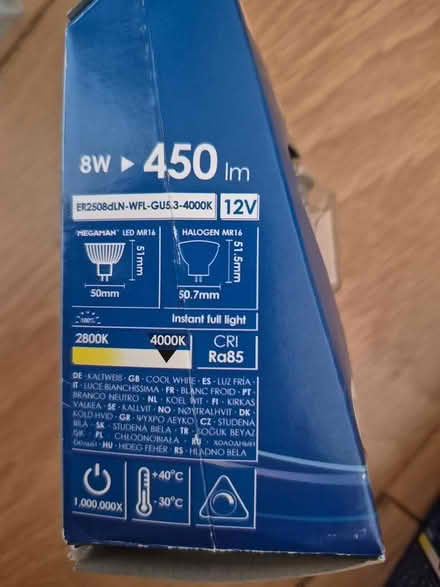 8W ▸ 450 lm
ER2508dLN-WFL-GU5.3-4000K 12V
MEGAMAN® LED MR16
51mm
50mm
HALOGEN MR16
51.5mm
50.7mm
100% Instant full light
2800K 4000K
CRI
Ra85
DE · KALTWEIß · GB · COOL WHITE · ES · LUZ FRÍA ·
IT · LUCE BIANCHISSIMA · FR · BLANC FROID · PT ·
BRANCO NEUTRO · NL · KOEL WIT · FI · KIRKAS
VALKEA · SE · KALLVIT · NO · NØYTRALHVIT · DK ·
KOLD HVID · GR · ΨΥΧΡΟ ΛΕΥΚΟ · CZ · STUDENÁ
BÍLÁ · SK · STUDENÁ BIELA · TR · SOĞUK BEYAZ
IŞIK · PL · CHŁODNOBIAŁA · RU · ХОЛОДНЫЙ
БЕЛЫЙ · HU · HIDEG FEHÉR · RS · HLADNO BELA
1,000,000X
+40°C
-30°C